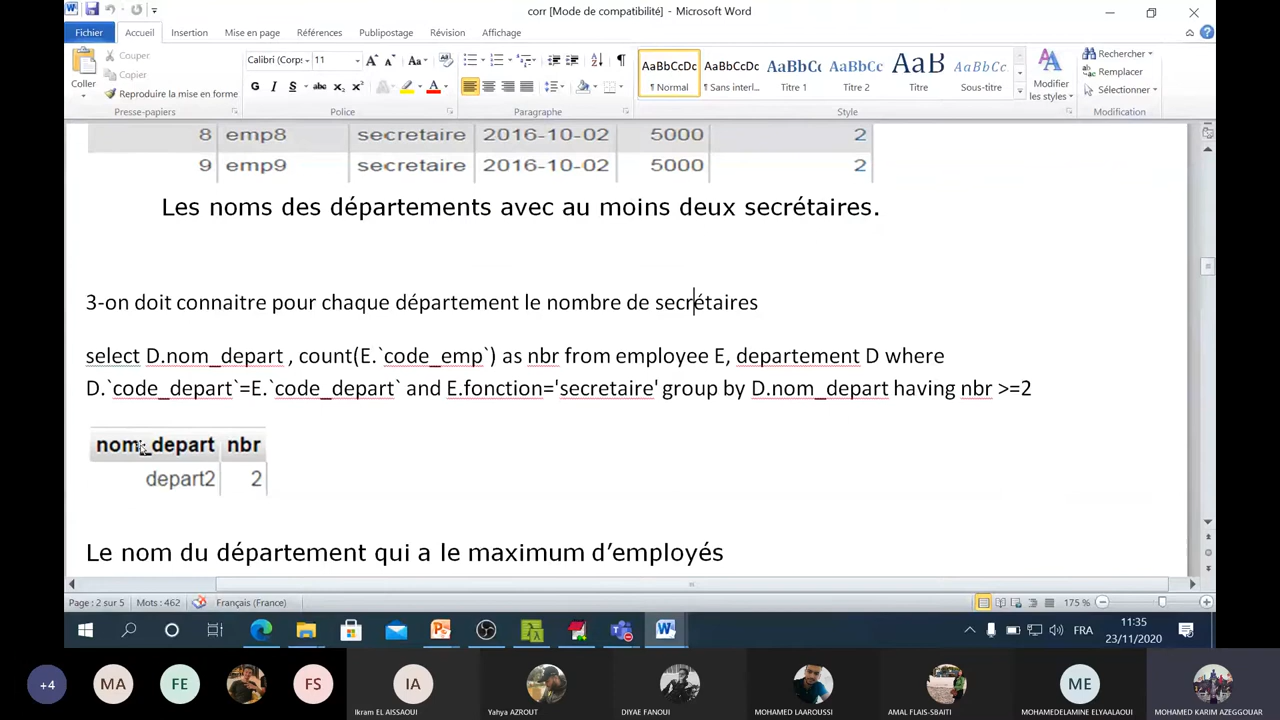 corr [Mode de compatibilité] - Microsoft Word
Fichier Accueil Insertion Mise en page Références Publipostage Révision Affichage
Coller
Couper
Copier
Reproduire la mise en forme
Presse-papiers
Calibri (Corps 11
G I S abc x₂ x² A A
Police
Paragraphe
AaBbCcDc AaBbCcDc AaBbC AaBbCc AaB AaBbCcDc
¶ Normal ¶ Sans interl... Titre 1 Titre 2 Titre Sous-titre
Style
Modifier
les styles
Rechercher
Remplacer
Sélectionner
Modification
8 emp8 secretaire 2016-10-02 5000 2
9 emp9 secretaire 2016-10-02 5000 2
Les noms des départements avec au moins deux secrétaires.
3-on doit connaitre pour chaque département le nombre de secrétaires
select D.nom_depart , count(E.`code_emp`) as nbr from employee E, departement D where
D.`code_depart`=E.`code_depart` and E.fonction='secretaire' group by D.nom_depart having nbr >=2
nom_depart nbr
depart2 2
Le nom du département qui a le maximum d’employés
Page : 2 sur 5 Mots : 462 Français (France) 175 %
FRA
11:35
23/11/2020
+4 MA FE FS IA ME
Ikram EL AISSAOUI Yahya AZROUT DIYAE FANOUI MOHAMED LAAROUSSI AMAL FLAIS-SBAITI MOHAMEDELAMINE ELYAALAOUI MOHAMED KARIM AZEGGOUAR